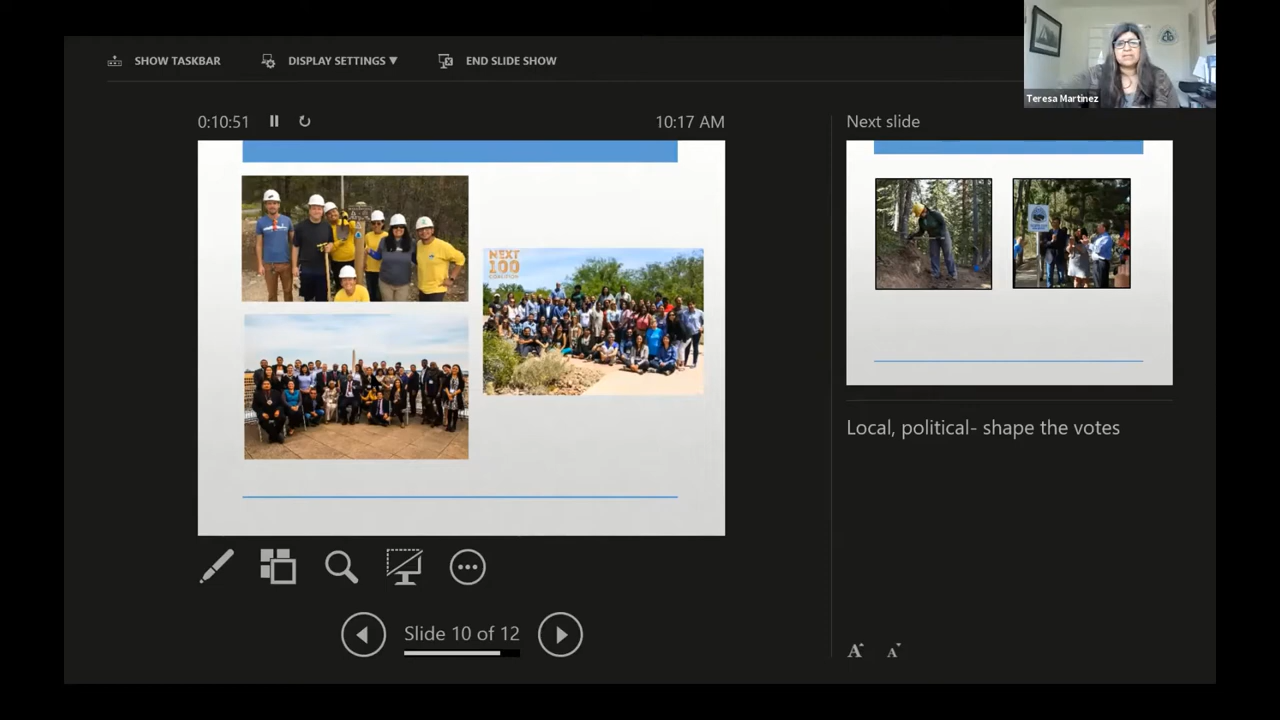 SHOW TASKBAR
DISPLAY SETTINGS ▼
END SLIDE SHOW
Teresa Martinez
0:10:51
10:17 AM
Next slide
NEXT
100
COALITION
Local, political- shape the votes
Slide 10 of 12
A A